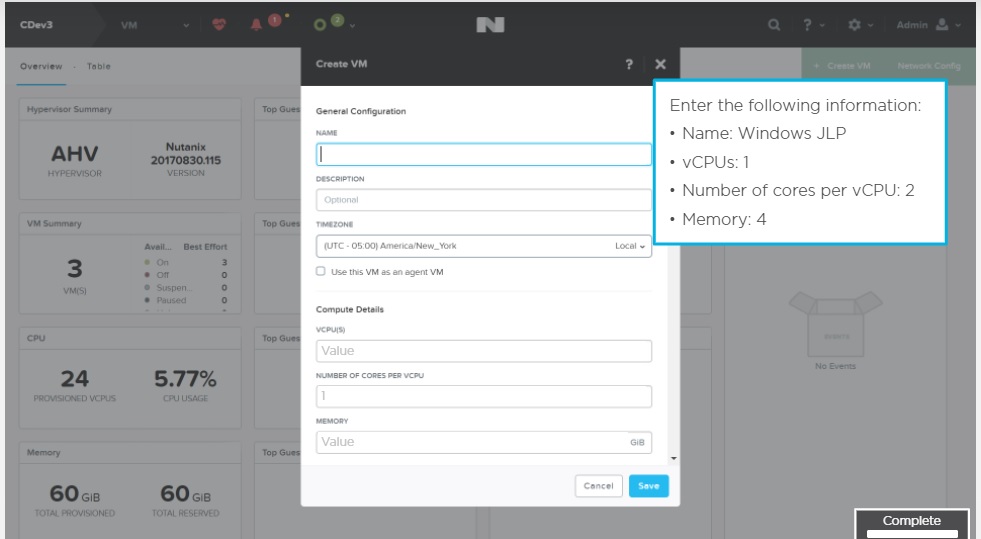 CDev3
VM
1
2
?
Admin
Overview · Table
+ Create VM
Network Config
Hypervisor Summary
AHV
HYPERVISOR
Nutanix
20170830.115
VERSION
Top Gues
VM Summary
3
VM(S)
Avail... Best Effort
On 3
Off 0
Suspen... 0
Paused 0
Top Gues
CPU
24
PROVISIONED VCPUS
5.77%
CPU USAGE
Top Gues
Memory
60 GiB
TOTAL PROVISIONED
60 GiB
TOTAL RESERVED
Top Gues
Create VM
?
General Configuration
NAME
DESCRIPTION
Optional
TIMEZONE
(UTC - 05:00) America/New_York
Local
Use this VM as an agent VM
Compute Details
VCPU(S)
Value
NUMBER OF CORES PER VCPU
1
MEMORY
Value
GiB
Cancel
Save
Enter the following information:
• Name: Windows JLP
• vCPUs: 1
• Number of cores per vCPU: 2
• Memory: 4
No Events
Complete